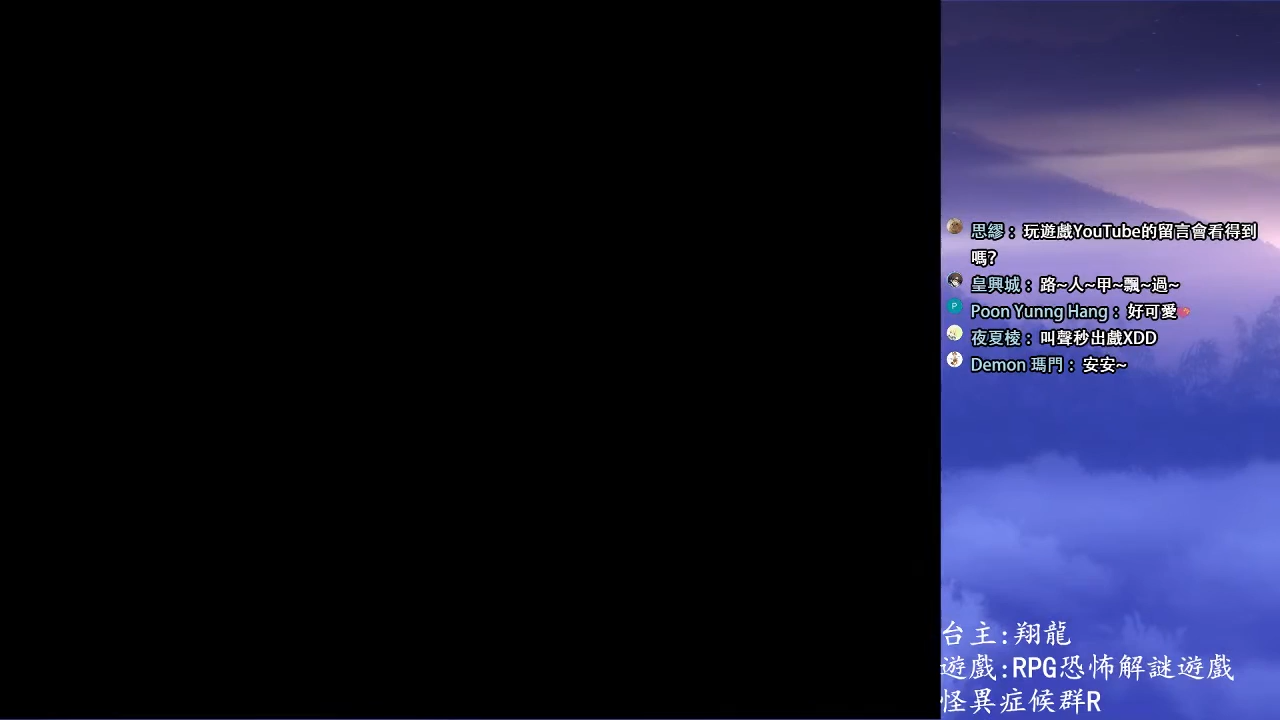 思繆： 玩遊戲YouTube的留言會看得到
嗎?
皇興城： 路~人~甲~飄~過~
Poon Yunng Hang： 好可愛
夜夏棱： 叫聲秒出戲XDD
Demon 瑪門： 安安~
台主:翔龍
遊戲:RPG恐怖解謎遊戲
怪異症候群R